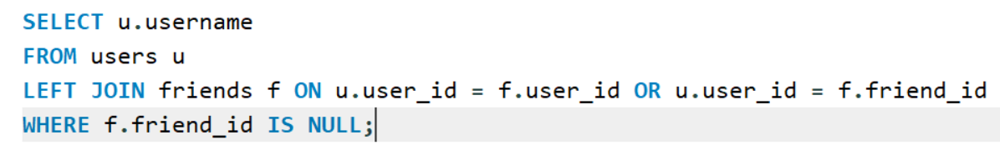 SELECT u.username
FROM users u
LEFT JOIN friends f ON u.user_id = f.user_id OR u.user_id = f.friend_id
WHERE f.friend_id IS NULL;